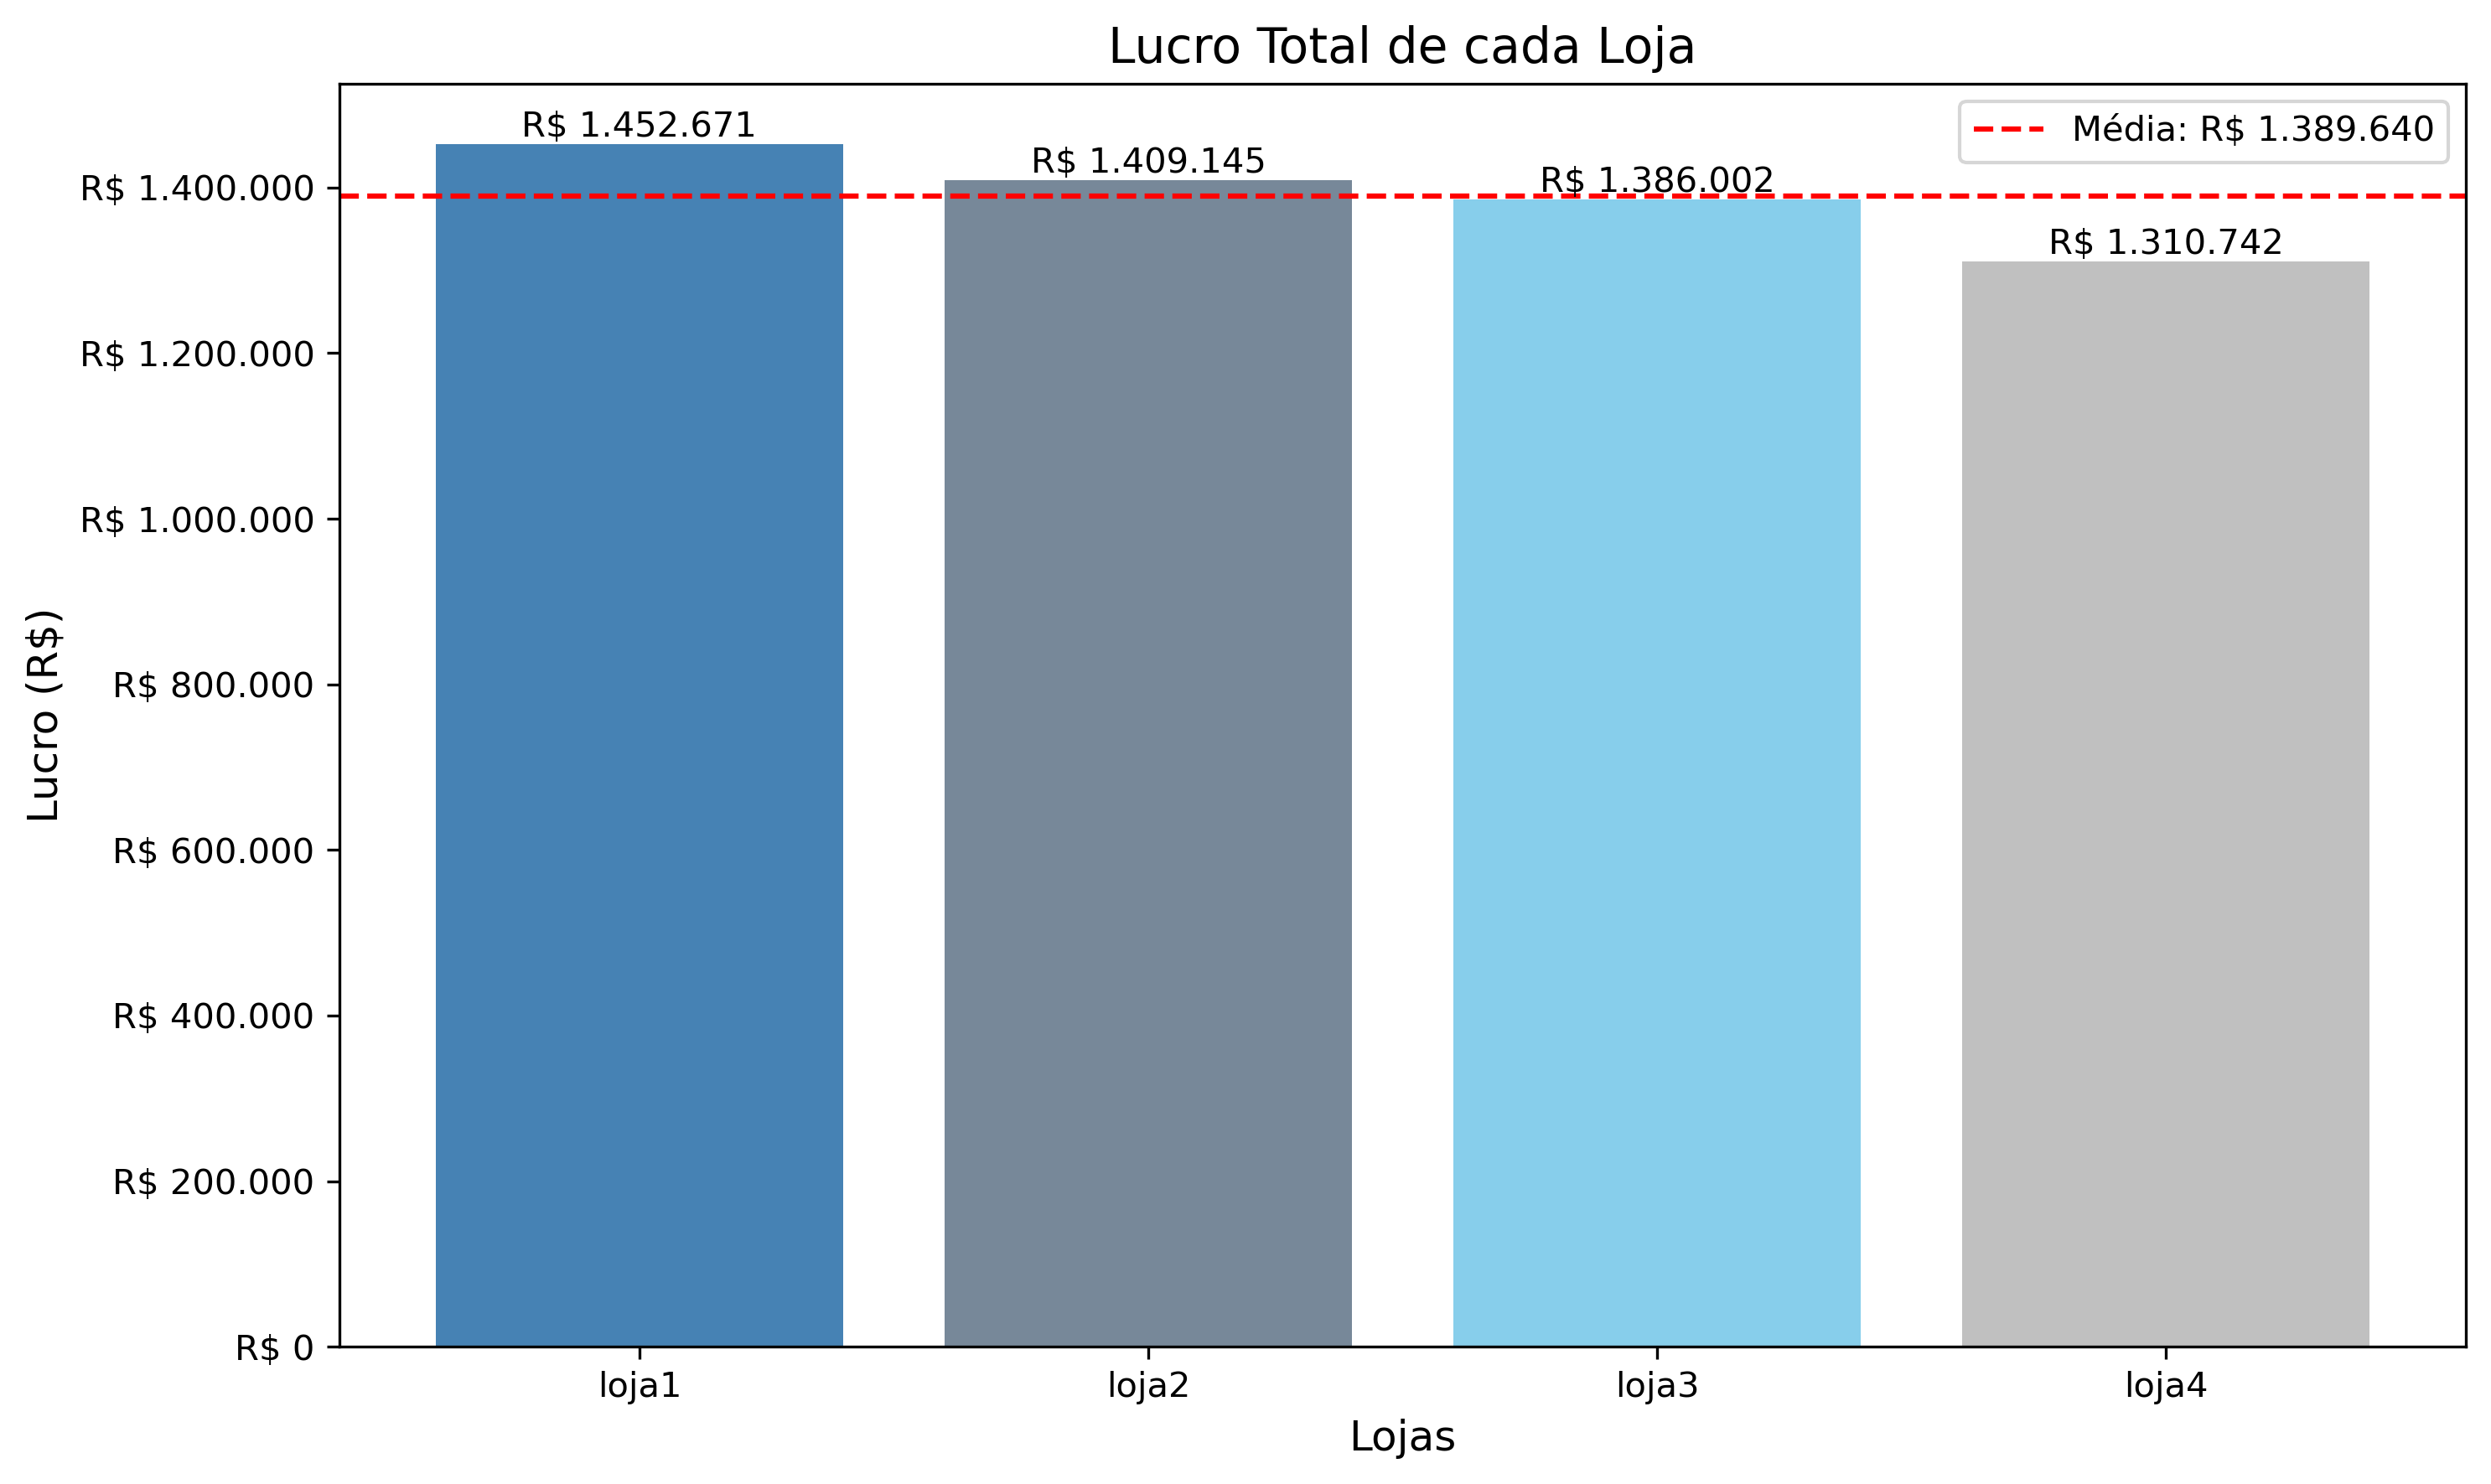 Lucro Total de cada Loja
Média: R$ 1.389.640
R$ 1.452.671
R$ 1.409.145
R$ 1.386.002
R$ 1.310.742
Lucro (R$)
R$ 1.400.000
R$ 1.200.000
R$ 1.000.000
R$ 800.000
R$ 600.000
R$ 400.000
R$ 200.000
R$ 0
loja1
loja2
loja3
loja4
Lojas